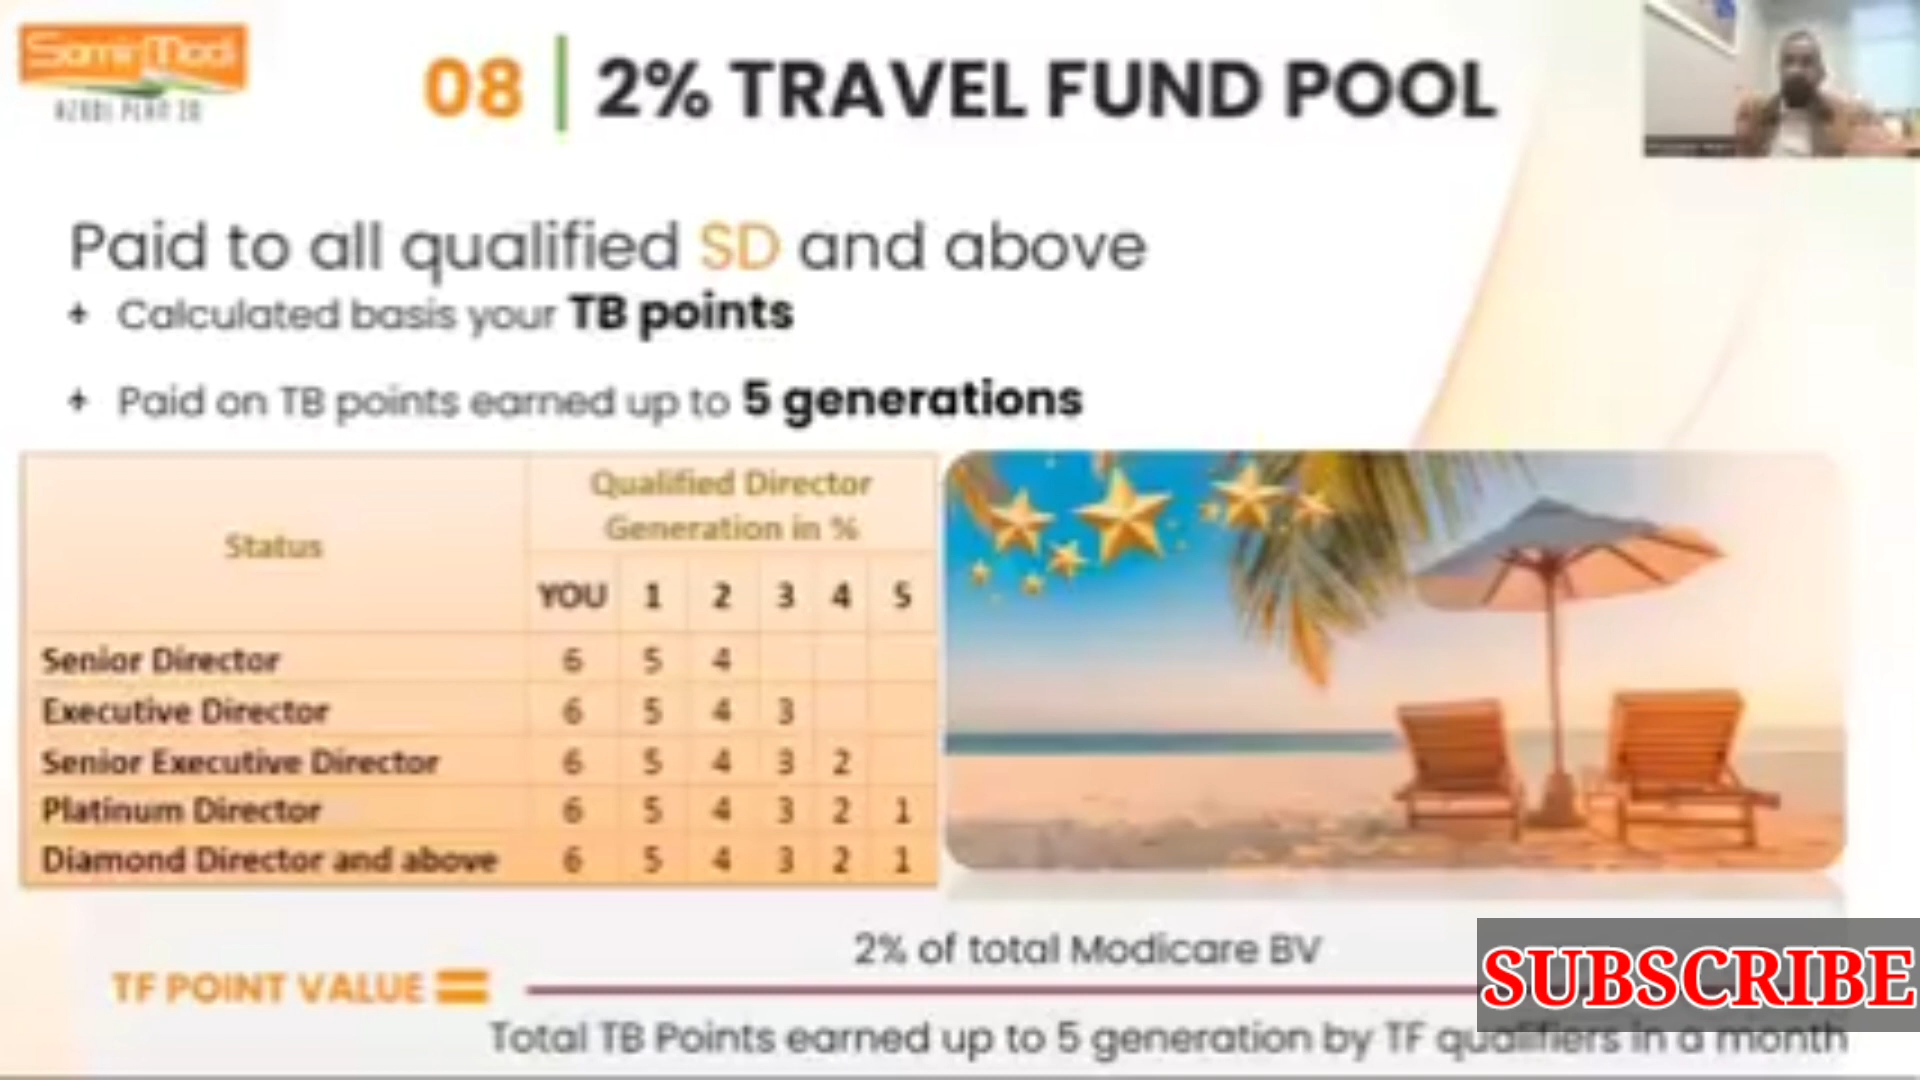 Samir Modi
AZADI PLAN 20
08 | 2% TRAVEL FUND POOL
Paid to all qualified SD and above
+ Calculated basis your TB points
+ Paid on TB points earned up to 5 generations
Status
Qualified Director
Generation in %
YOU 1 2 3 4 5
Senior Director 6 5 4
Executive Director 6 5 4 3
Senior Executive Director 6 5 4 3 2
Platinum Director 6 5 4 3 2 1
Diamond Director and above 6 5 4 3 2 1
2% of total Modicare BV
TF POINT VALUE =
Total TB Points earned up to 5 generation by TF qualifiers in a month
SUBSCRIBE